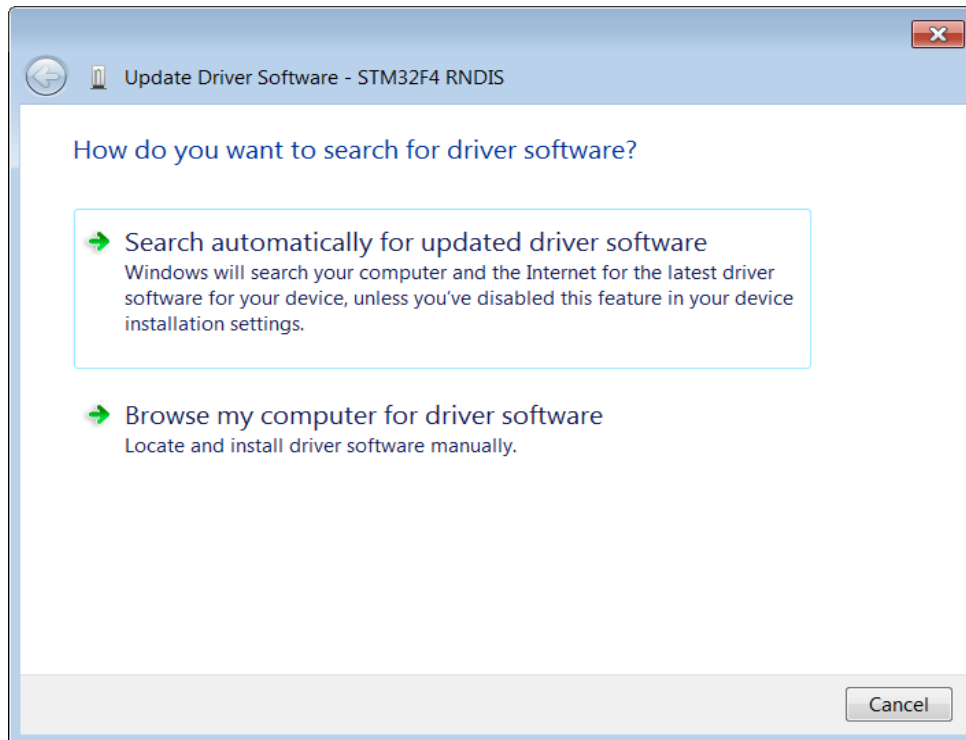 Update Driver Software - STM32F4 RNDIS
How do you want to search for driver software?
Search automatically for updated driver software
Windows will search your computer and the Internet for the latest driver
software for your device, unless you've disabled this feature in your device
installation settings.
Browse my computer for driver software
Locate and install driver software manually.
Cancel